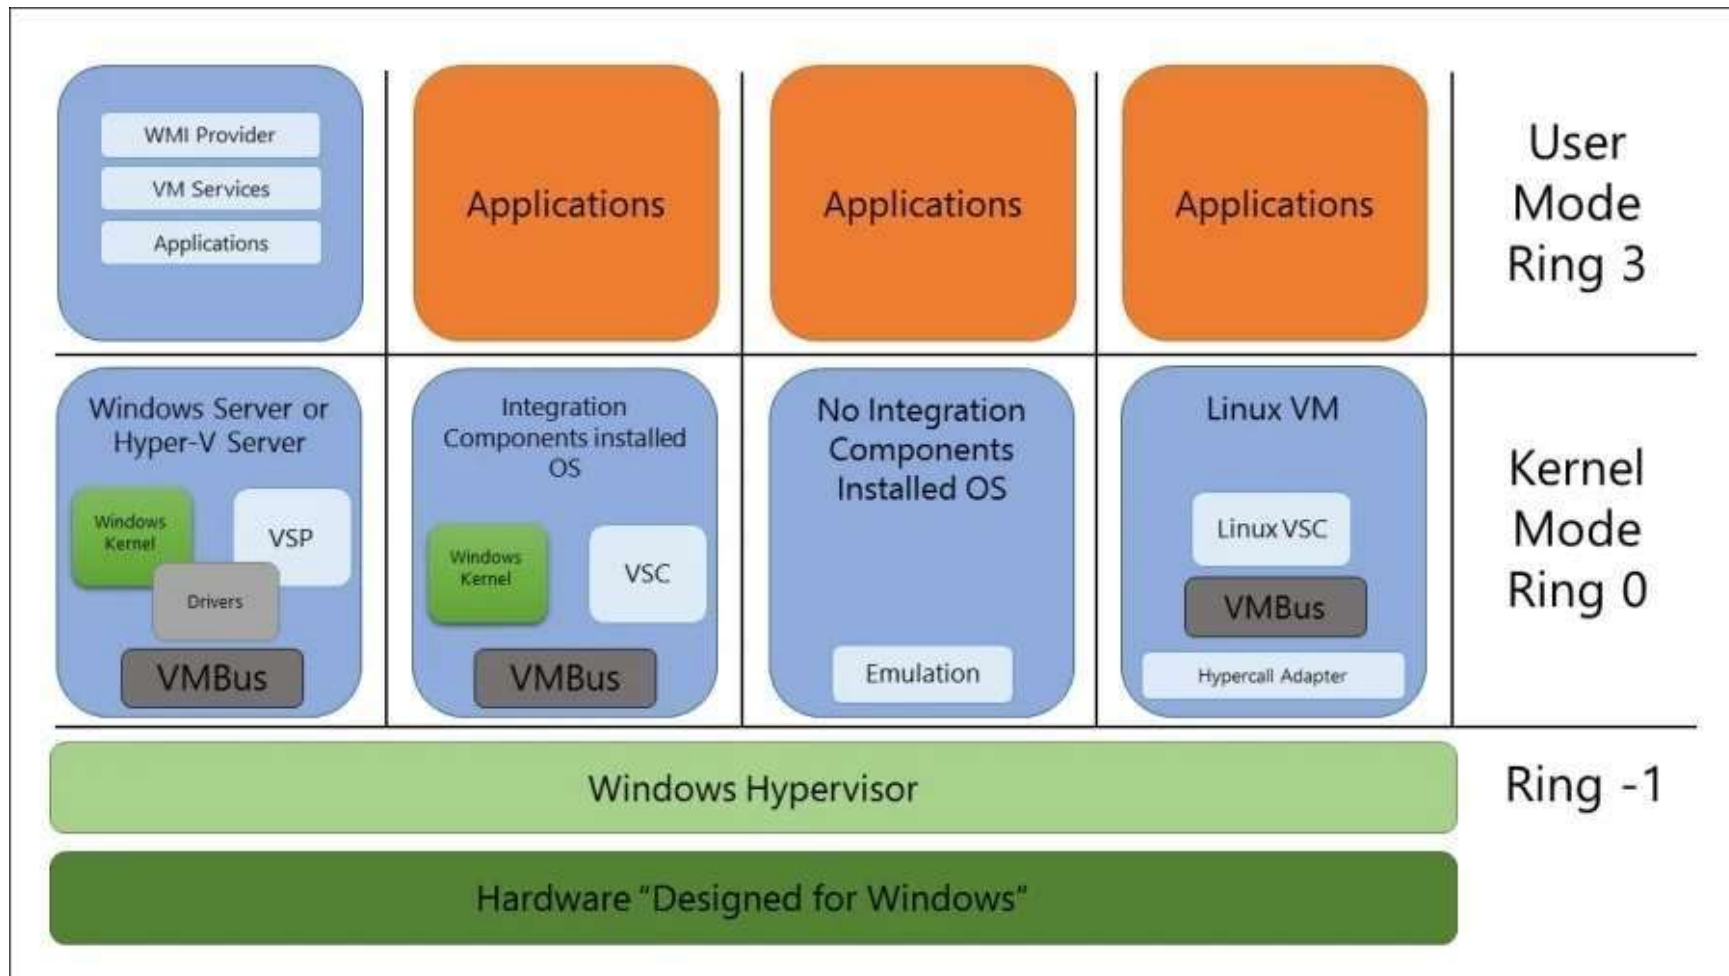 WMI Provider
VM Services
Applications
Applications
Applications
Applications
User
Mode
Ring 3
Windows Server or
Hyper-V Server
Windows
Kernel
VSP
Drivers
VMBus
Integration
Components installed
OS
Windows
Kernel
VSC
VMBus
No Integration
Components
Installed OS
Emulation
Linux VM
Linux VSC
VMBus
Hypercall Adapter
Kernel
Mode
Ring 0
Windows Hypervisor
Ring -1
Hardware “Designed for Windows”